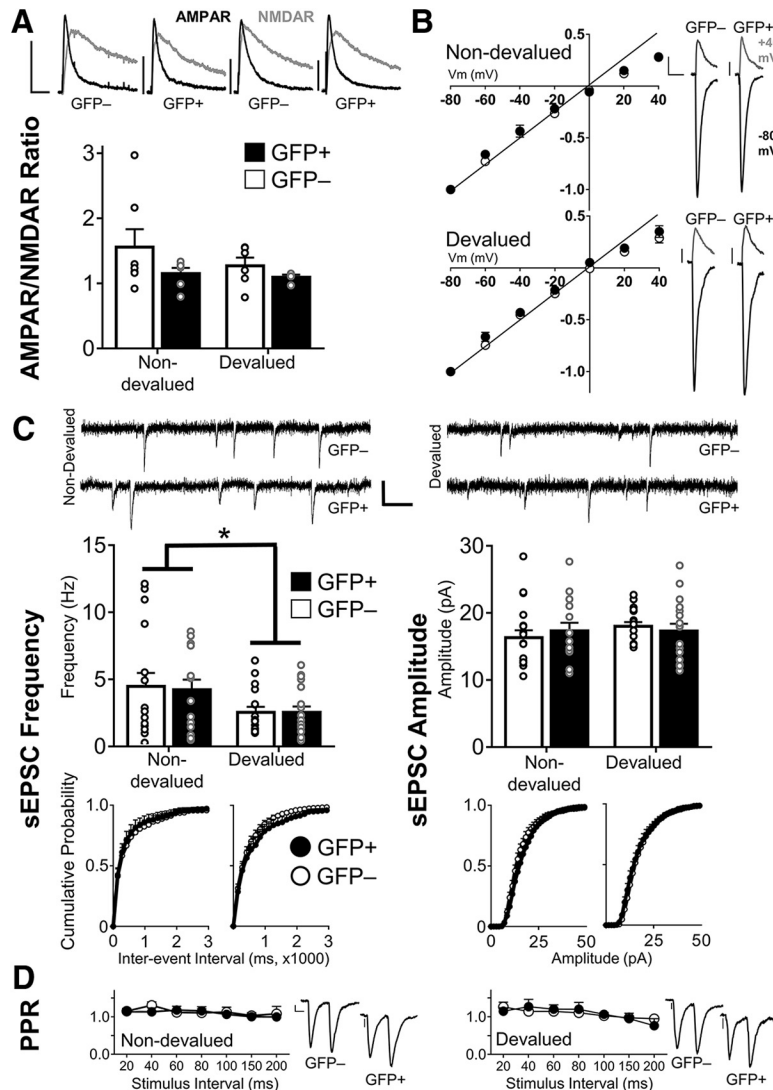 A
AMPAR NMDAR
GFP– GFP+ GFP– GFP+
AMPAR/NMDAR Ratio
3
2
1
0
GFP+
GFP–
Non-
devalued
Devalued
B
Non-devalued
Vm (mV)
-80 -60 -40 -20 0 20 40
0.5
-0.5
-1.0
GFP– GFP+
+4
mV
-80
mV
Devalued
Vm (mV)
-80 -60 -40 -20 0 20 40
0.5
-0.5
-1.0
GFP– GFP+
C
Non-Devalued
GFP–
GFP+
Devalued
GFP–
GFP+
sEPSC Frequency
Frequency (Hz)
15
10
5
0
*
GFP+
GFP–
Non-
devalued
Devalued
Cumulative Probability
1.0
0.5
0
0 1 2 3 0 1 2 3
Inter-event Interval (ms, x1000)
GFP+
GFP–
sEPSC Amplitude
Amplitude (pA)
30
20
10
0
Non-
devalued
Devalued
1.0
0.5
0
0 25 50 25 50
Amplitude (pA)
D
PPR
1.0
0.0
Non-devalued
20 40 60 80 100 150 200
Stimulus Interval (ms)
GFP–
GFP+
1.0
0.0
Devalued
20 40 60 80 100 150 200
Stimulus Interval (ms)
GFP–
GFP+